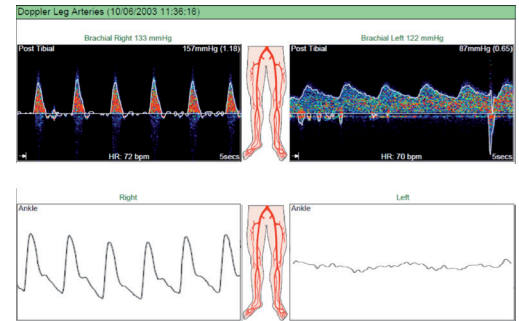 Doppler Leg Arteries (10/06/2003 11:36:16)
Brachial Right 133 mmHg
Brachial Left 122 mmHg
Post Tibial
157mmHg (1.18)
Post Tibial
87mmHg (0.65)
HR: 72 bpm
5secs
HR: 70 bpm
5secs
Right
Left
Ankle
Ankle